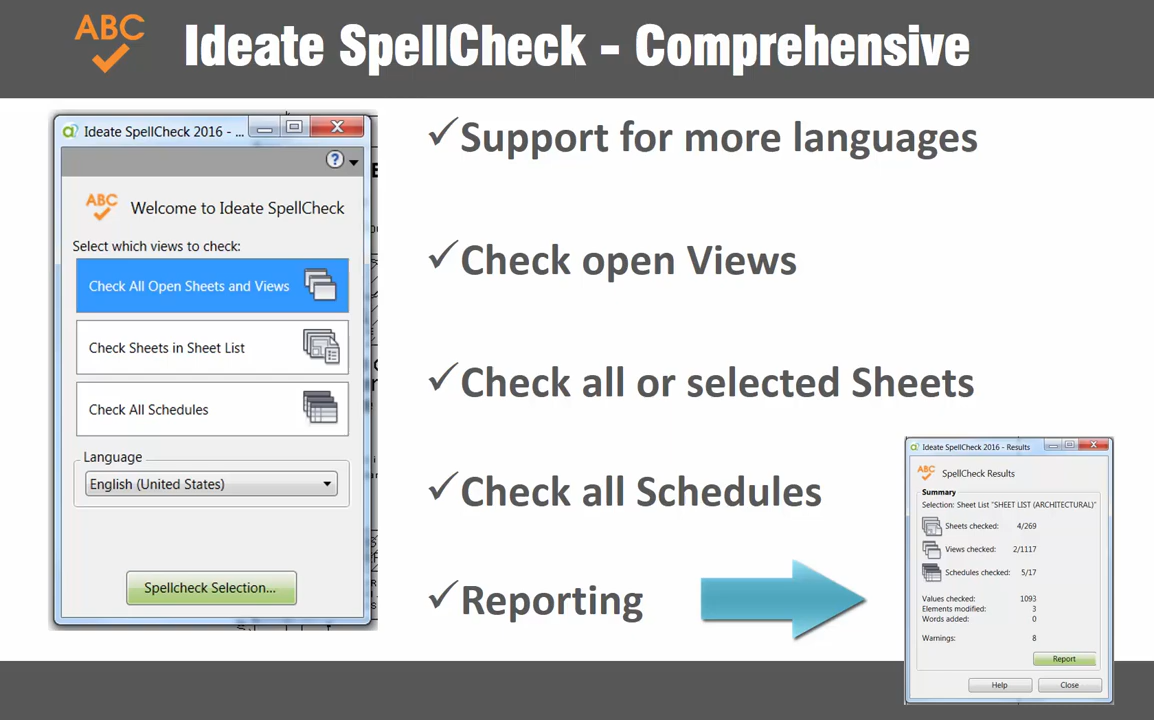 ABC
Ideate SpellCheck - Comprehensive
Ideate SpellCheck 2016 - ...
?
ABC
Welcome to Ideate SpellCheck
Select which views to check:
Check All Open Sheets and Views
Check Sheets in Sheet List
Check All Schedules
Language
English (United States)
Spellcheck Selection...
✓Support for more languages
✓Check open Views
✓Check all or selected Sheets
✓Check all Schedules
✓Reporting
Ideate SpellCheck 2016 - Results
ABC
SpellCheck Results
Summary
Selection: Sheet List "SHEET LIST (ARCHITECTURAL)"
Sheets checked: 4/269
Views checked: 2/1117
Schedules checked: 5/17
Values checked: 1093
Elements modified: 3
Words added: 0
Warnings: 8
Report
Help Close